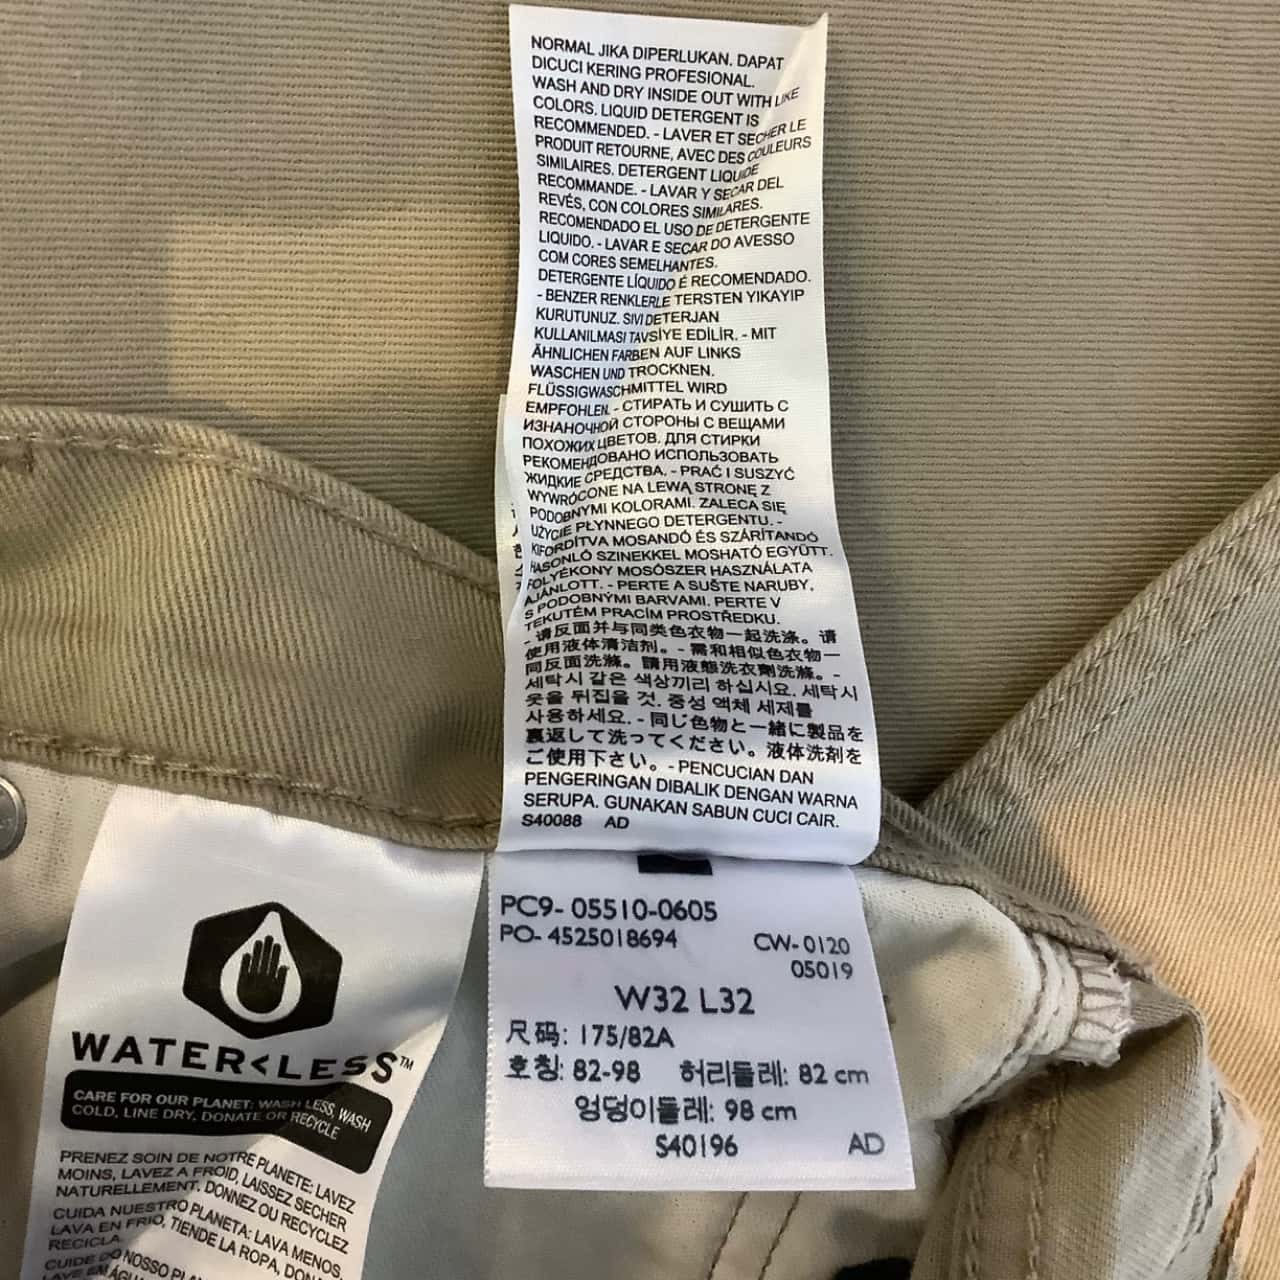 NORMAL JIKA DIPERLUKAN. DAPAT
DICUCI KERING PROFESIONAL.
WASH AND DRY INSIDE OUT WITH LIKE
COLORS. LIQUID DETERGENT IS
RECOMMENDED. - LAVER ET SECHER LE
PRODUIT RETOURNE, AVEC DES COULEURS
SIMILAIRES. DETERGENT LIQUIDE
RECOMMANDE. - LAVAR Y SECAR DEL
REVÉS, CON COLORES SIMILARES.
RECOMENDADO EL USO DE DETERGENTE
LIQUIDO. - LAVAR E SECAR DO AVESSO
COM CORES SEMELHANTES.
DETERGENTE LÍQUIDO É RECOMENDADO.
- BENZER RENKLERLE TERSTEN YIKAYIP
KURUTUNUZ. SIVI DETERJAN
KULLANILMASI TAVSİYE EDİLİR. - MIT
ÄHNLICHEN FARBEN AUF LINKS
WASCHEN UND TROCKNEN.
FLÜSSIGWASCHMITTEL WIRD
EMPFOHLEN. - СТИРАТЬ И СУШИТЬ С
ИЗНАНОЧНОЙ СТОРОНЫ С ВЕЩАМИ
ПОХОЖИХ ЦВЕТОВ. ДЛЯ СТИРКИ
РЕКОМЕНДОВАНО ИСПОЛЬЗОВАТЬ
ЖИДКИЕ СРЕДСТВА. - PRAĆ I SUSZYĆ
WYWRÓCONE NA LEWĄ STRONĘ Z
PODOBNYMI KOLORAMI. ZALECA SIĘ
UŻYCIE PŁYNNEGO DETERGENTU. -
KIFORDÍTVA MOSANDÓ ÉS SZÁRÍTANDÓ
HASONLÓ SZINEKKEL MOSHATÓ EGYÜTT.
FOLYÉKONY MOSÓSZER HASZNÁLATA
AJÁNLOTT. - PERTE A SUŠTE NARUBY,
S PODOBNÝMI BARVAMI. PERTE V
TEKUTÉM PRACÍM PROSTŘEDKU.
- 请反面并与同类色衣物一起洗涤。请
使用液体清洁剂。- 需和相似色衣物一
同反面洗滌。請用液態洗衣劑洗滌。-
세탁시 같은 색상끼리 하십시요. 세탁시
옷을 뒤집을 것. 중성 액체 세제를
사용하세요. - 同じ色物と一緒に製品を
裏返して洗ってください。液体洗剤を
ご使用下さい。- PENCUCIAN DAN
PENGERINGAN DIBALIK DENGAN WARNA
SERUPA. GUNAKAN SABUN CUCI CAIR.
S40088 AD
PC9- 05510-0605
PO- 4525018694 CW- 0120
05019
W32 L32
尺码: 175/82A
호칭: 82-98 허리둘레: 82 cm
엉덩이둘레: 98 cm
S40196 AD
WATER<LESS™
CARE FOR OUR PLANET: WASH LESS, WASH
COLD, LINE DRY, DONATE OR RECYCLE
PRENEZ SOIN DE NOTRE PLANETE: LAVEZ
MOINS, LAVEZ A FROID, LAISSEZ SECHER
NATURELLEMENT, DONNEZ OU RECYCLEZ
CUIDA NUESTRO PLANETA: LAVA MENOS,
LAVA EN FRIO, TIENDE LA ROPA, DONA
RECICLA.
CUIDE DO NOSSO
LAVE EM